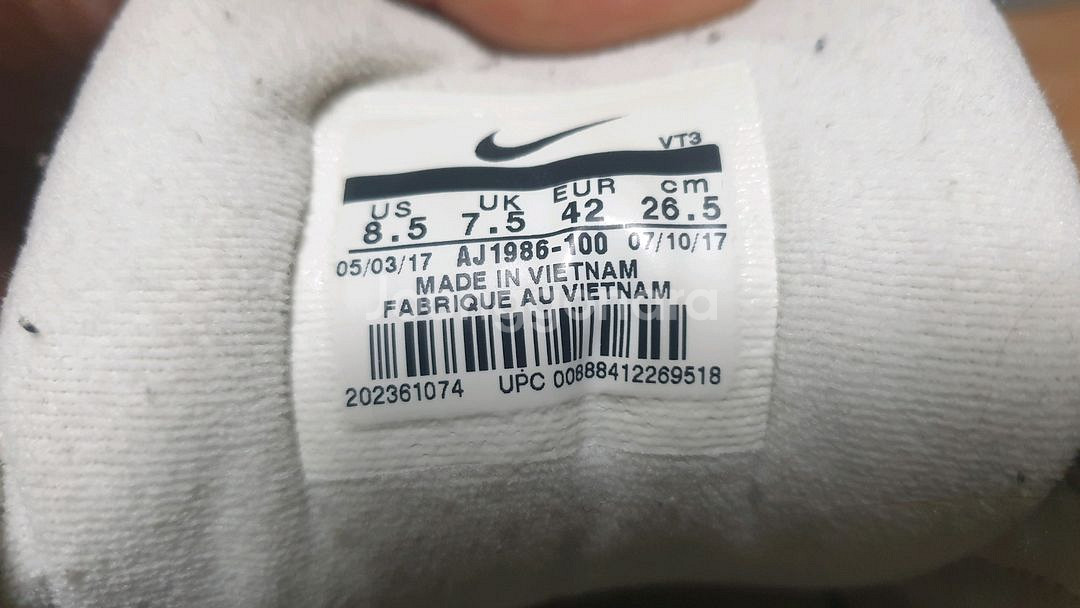 VT3
US UK EUR cm
8.5 7.5 42 26.5
05/03/17 AJ1986-100 07/10/17
MADE IN VIETNAM
FABRIQUE AU VIETNAM
202361074 UPC 00888412269518